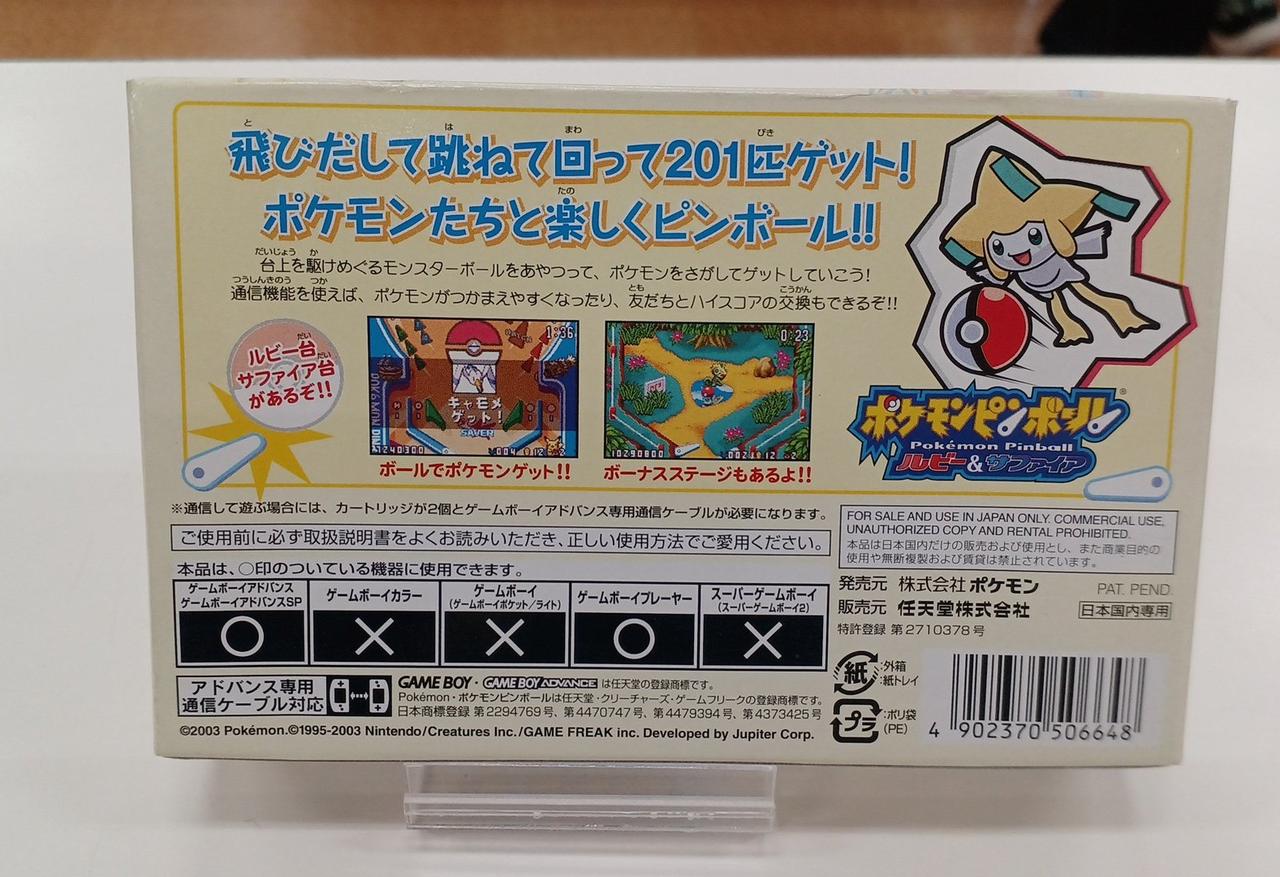 飛びだして跳ねて回って201匹ゲット!
ポケモンたちと楽しくピンボール!!
台上を駆けめぐるモンスターボールをあやつって、ポケモンをさがしてゲットしていこう!
通信機能を使えば、ポケモンがつかまえやすくなったり、友だちとハイスコアの交換もできるぞ!!
ルビー台
サファイア台
があるぞ!!
1:36
キャモメ
ゲット!
SAVER
ボールでポケモンゲット!!
0:23
ボーナスステージもあるよ!!
ポケモンピンボール
Pokémon Pinball
ルビー&サファイア
※通信して遊ぶ場合には、カートリッジが2個とゲームボーイアドバンス専用通信ケーブルが必要になります。
ご使用前に必ず取扱説明書をよくお読みいただき、正しい使用方法でご愛用ください。
本品は、○印のついている機器に使用できます。
ゲームボーイアドバンス
ゲームボーイアドバンスSP
○
ゲームボーイカラー
×
ゲームボーイ
(ゲームボーイポケット/ライト)
×
ゲームボーイプレーヤー
○
スーパーゲームボーイ
(スーパーゲームボーイ2)
×
アドバンス専用
通信ケーブル対応
GAME BOY・GAME BOY ADVANCE は任天堂の登録商標です。
Pokémon・ポケモンピンボールは任天堂・クリーチャーズ・ゲームフリークの登録商標です。
日本商標登録 第2294769号、第4470747号、第4479394号、第4373425号
©2003 Pokémon.©1995-2003 Nintendo/Creatures Inc./GAME FREAK inc. Developed by Jupiter Corp.
FOR SALE AND USE IN JAPAN ONLY. COMMERCIAL USE,
UNAUTHORIZED COPY AND RENTAL PROHIBITED.
本品は日本国内だけの販売および使用とし、また商業目的の
使用や無断複製および賃貸は禁止されています。
発売元 株式会社ポケモン
PAT. PEND.
販売元 任天堂株式会社
日本国内専用
特許登録 第2710378号
紙
:外箱
:紙トレイ
プラ
:ポリ袋
(PE)
4 902370 506648